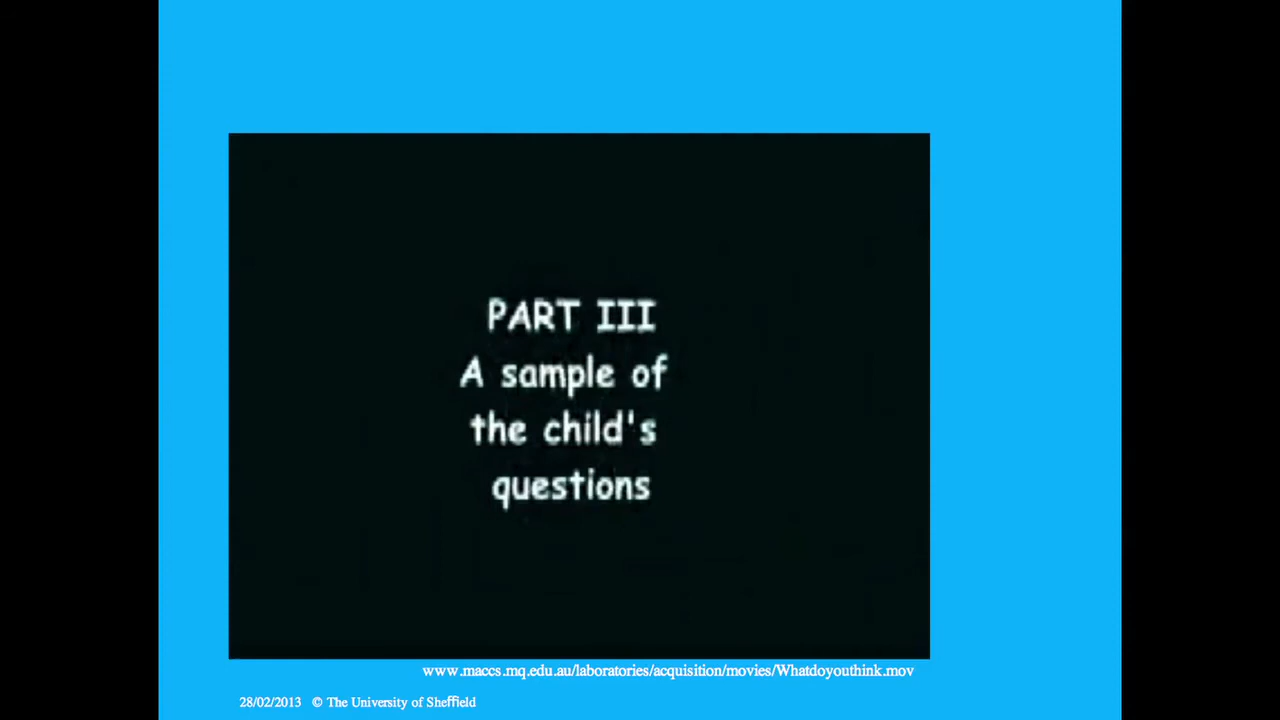 PART III
A sample of
the child's
questions
www.maccs.mq.edu.au/laboratories/acquisition/movies/Whatdoyouthink.mov
28/02/2013 © The University of Sheffield